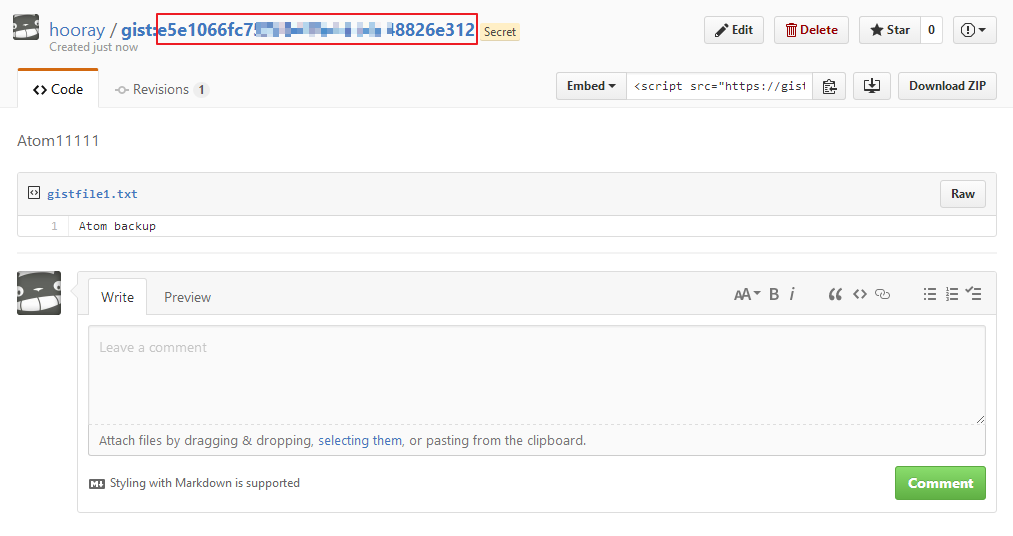 hooray / gist:e5e1066fc7 48826e312 Secret
Created just now
Edit
Delete
Star 0
Code
Revisions 1
Embed
<script src="https://gist
Download ZIP
Atom11111
gistfile1.txt
Raw
1 Atom backup
Write
Preview
AA B i
Leave a comment
Attach files by dragging & dropping, selecting them, or pasting from the clipboard.
Styling with Markdown is supported
Comment